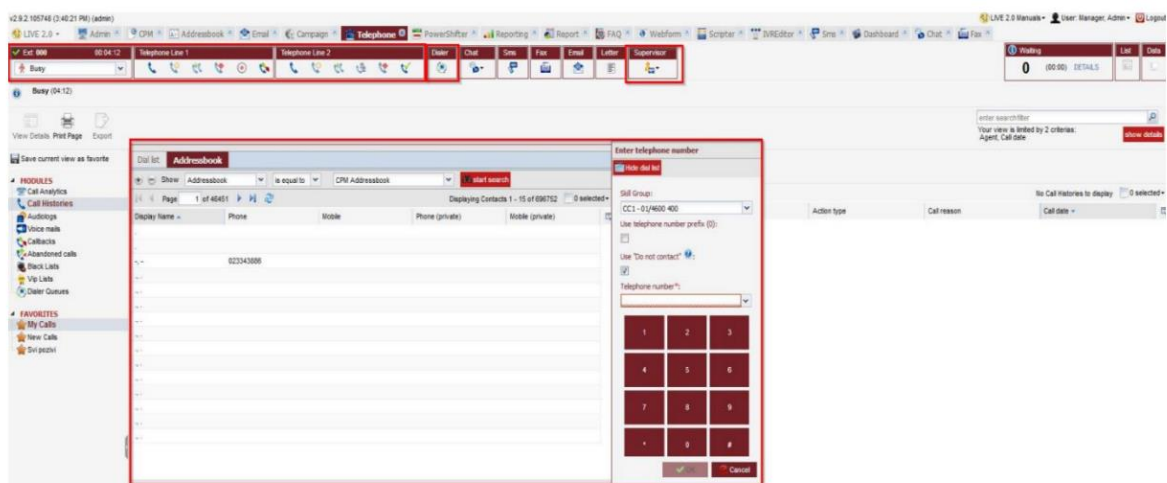 v2.9.2.105748 (3:40:21 PM) (admin)
LIVE 2.0 Manuals User: Manager, Admin Logout
LIVE 2.0 Admin CPM Addressbook Email Campaign Telephone PowerShifter Reporting Report FAQ Webform Scripter IVREditor Sms Dashboard Chat Fax
Ext: 000 00:04:12 Telephone Line 1 Telephone Line 2 Dialer Chat Sms Fax Email Letter Supervisor Waiting List Data
Busy 0 (00:00) DETAILS
Busy (04:12)
View Details Print Page Export
enter searchfilter
Your view is limited by 2 criterias:
Agent, Call date
show details
Save current view as favorite
MODULES
Call Analytics
Call Histories
Audiologs
Voice mails
Callbacks
Abandoned calls
Black Lists
Vip Lists
Dialer Queues
FAVORITES
My Calls
New Calls
Svi pozivi
Dial list Addressbook
Show Addressbook is equal to CPM Addressbook start search
Page 1 of 46451 Displaying Contacts 1 - 15 of 696752 0 selected
Display Name Phone Mobile Phone (private) Mobile (private)
-, - 023343686
Enter telephone number
Hide dial list
Skill Group:
CC1 - 01/4600 400
Use telephone number prefix (0):
Use "Do not contact" :
Telephone number*:
1 2 3
4 5 6
7 8 9
* 0 #
OK Cancel
No Call Histories to display 0 selected
Action type Call reason Call date